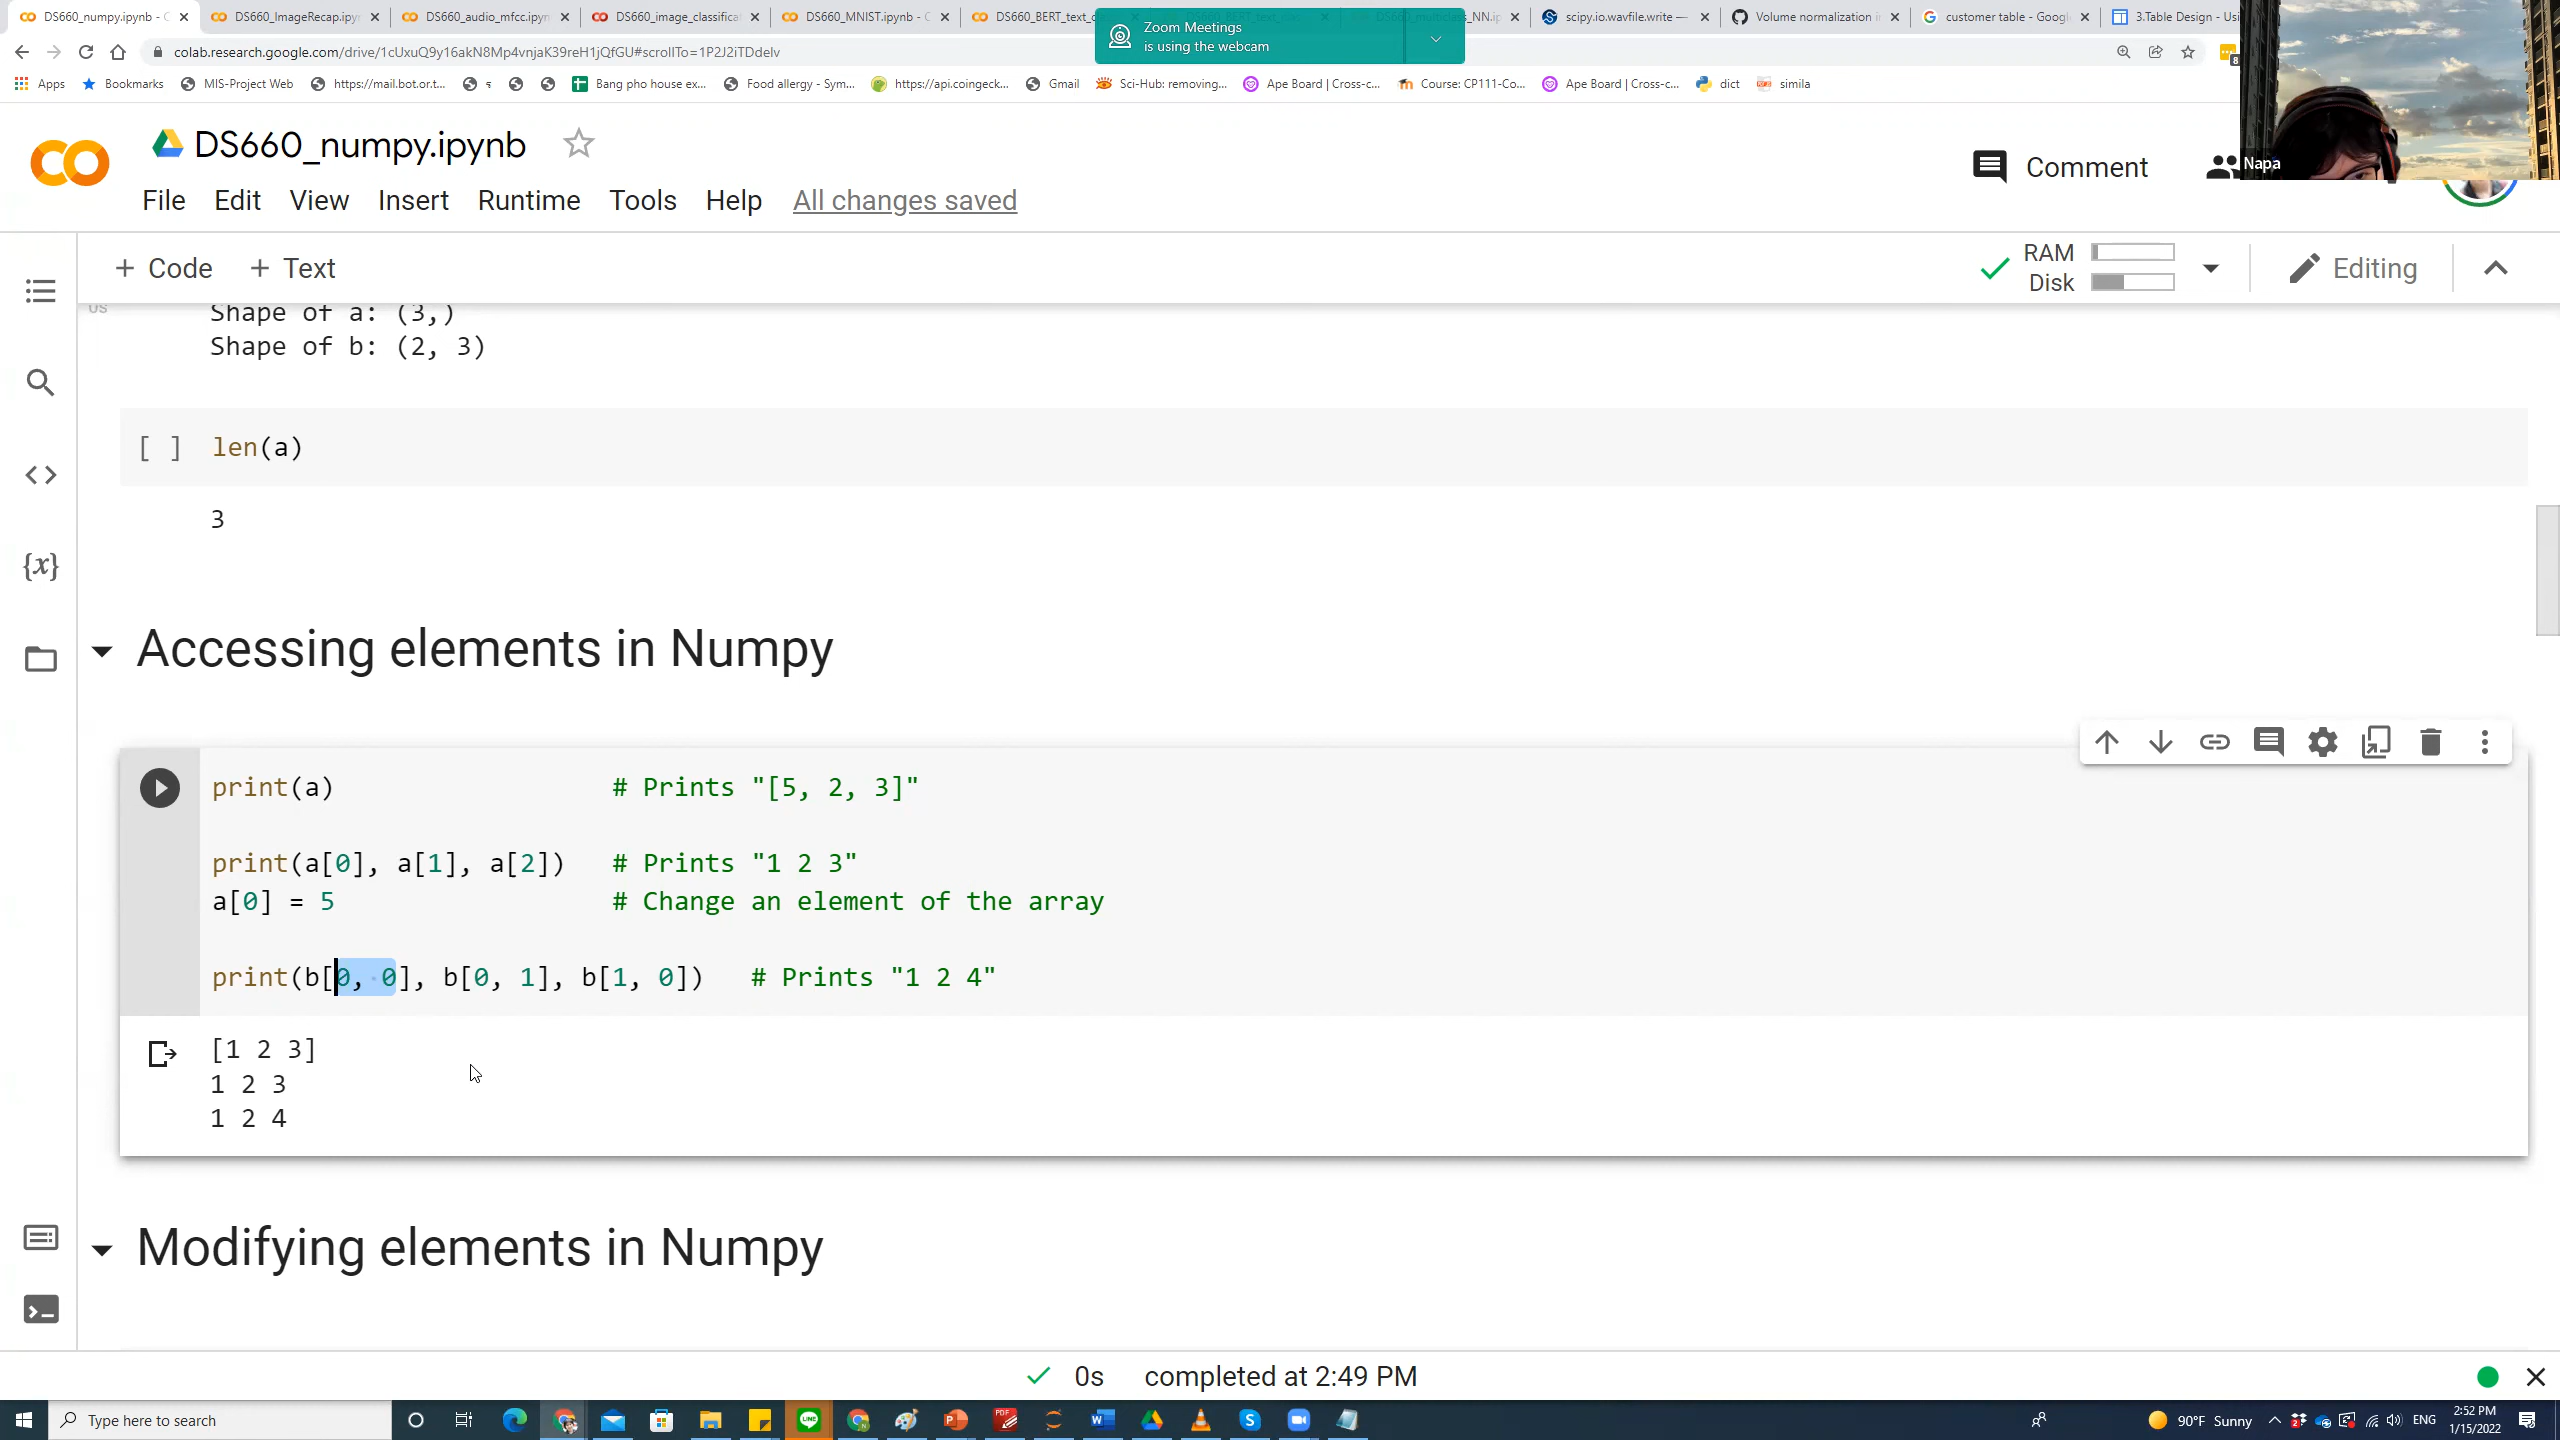 DS660_numpy.ipynb - C
DS660_ImageRecap.ipyn
DS660_audio_mfcc.ipyn
DS660_image_classifica
DS660_MNIST.ipynb - C
DS660_BERT_text_c
scipy.io.wavfile.write —
Volume normalization i
customer table - Googl
3.Table Design - Usi
Zoom Meetings
is using the webcam
colab.research.google.com/drive/1cUxuQ9y16akN8Mp4vnjaK39reH1jQfGU#scrollTo=1P2J2iTDdelv
8
Apps
Bookmarks
MIS-Project Web
https://mail.bot.or.t...
Bang pho house ex...
Food allergy - Sym...
https://api.coingeck...
Gmail
Sci-Hub: removing...
Ape Board | Cross-c...
Course: CP111-Co...
Ape Board | Cross-c...
dict
simila
DS660_numpy.ipynb
Comment
Napa
File Edit View Insert Runtime Tools Help All changes saved
+ Code + Text
RAM
Disk
Editing
0s
Shape of a: (3,)
Shape of b: (2, 3)
[ ] len(a)
3
{x}
Accessing elements in Numpy
print(a) # Prints "[5, 2, 3]"
print(a[0], a[1], a[2]) # Prints "1 2 3"
a[0] = 5 # Change an element of the array
print(b[0, 0], b[0, 1], b[1, 0]) # Prints "1 2 4"
[1 2 3]
1 2 3
1 2 4
Modifying elements in Numpy
0s completed at 2:49 PM
Type here to search
90°F Sunny
ENG
2:52 PM
1/15/2022